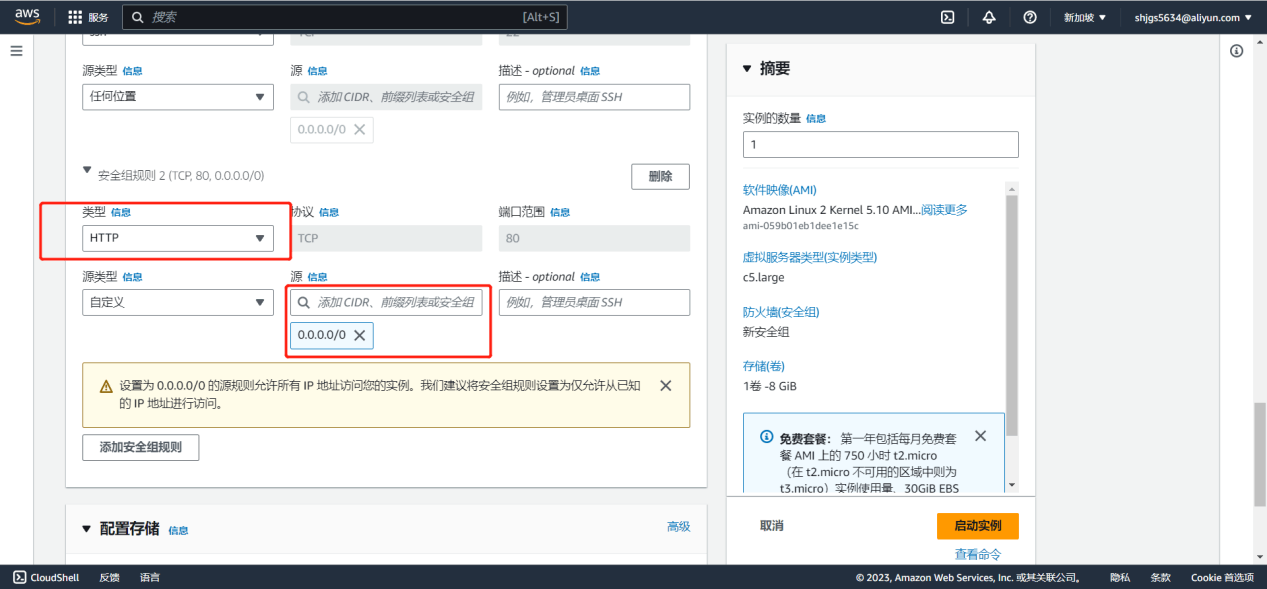 aws
服务
搜索
[Alt+S]
新加坡
shjgs5634@aliyun.com
源类型 信息
源 信息
描述 - optional 信息
任何位置
添加 CIDR、前缀列表或安全组
例如，管理员桌面 SSH
0.0.0.0/0
安全组规则 2 (TCP, 80, 0.0.0.0/0)
删除
类型 信息
协议 信息
端口范围 信息
HTTP
TCP
80
源类型 信息
源 信息
描述 - optional 信息
自定义
添加 CIDR、前缀列表或安全组
例如，管理员桌面 SSH
0.0.0.0/0
设置为 0.0.0.0/0 的源规则允许所有 IP 地址访问您的实例。我们建议将安全组规则设置为仅允许从已知
的 IP 地址进行访问。
添加安全组规则
配置存储 信息
高级
摘要
实例的数量 信息
1
软件映像(AMI)
Amazon Linux 2 Kernel 5.10 AMI...阅读更多
ami-059b01eb1dee1e15c
虚拟服务器类型(实例类型)
c5.large
防火墙(安全组)
新安全组
存储(卷)
1卷 -8 GiB
免费套餐： 第一年包括每月免费套
餐 AMI 上的 750 小时 t2.micro
（在 t2.micro 不可用的区域中则为
t3.micro）实例使用量、30GiB EBS
取消
启动实例
查看命令
CloudShell
反馈
语言
© 2023, Amazon Web Services, Inc. 或其关联公司。
隐私
条款
Cookie 首选项